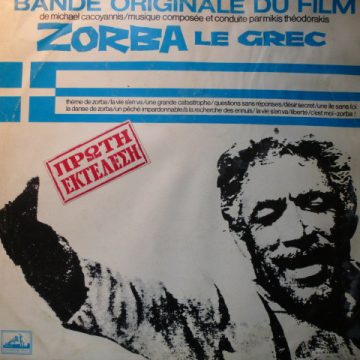 BANDE ORIGINALE DU FILM
de michael cacoyannis/musique composée et conduite par mikis théodorakis
ZORBA LE GREC
thème de zorba/la vie s'en va/une grande catastrophe/questions sans réponses/désir secret/une île sans loi
la danse de zorba/un péché impardonnable/à la recherche des ennuis/la vie s'en va/liberté/c'est moi-zorba!
ΠΡΩΤΗ
ΕΚΤΕΛΕΣΗ